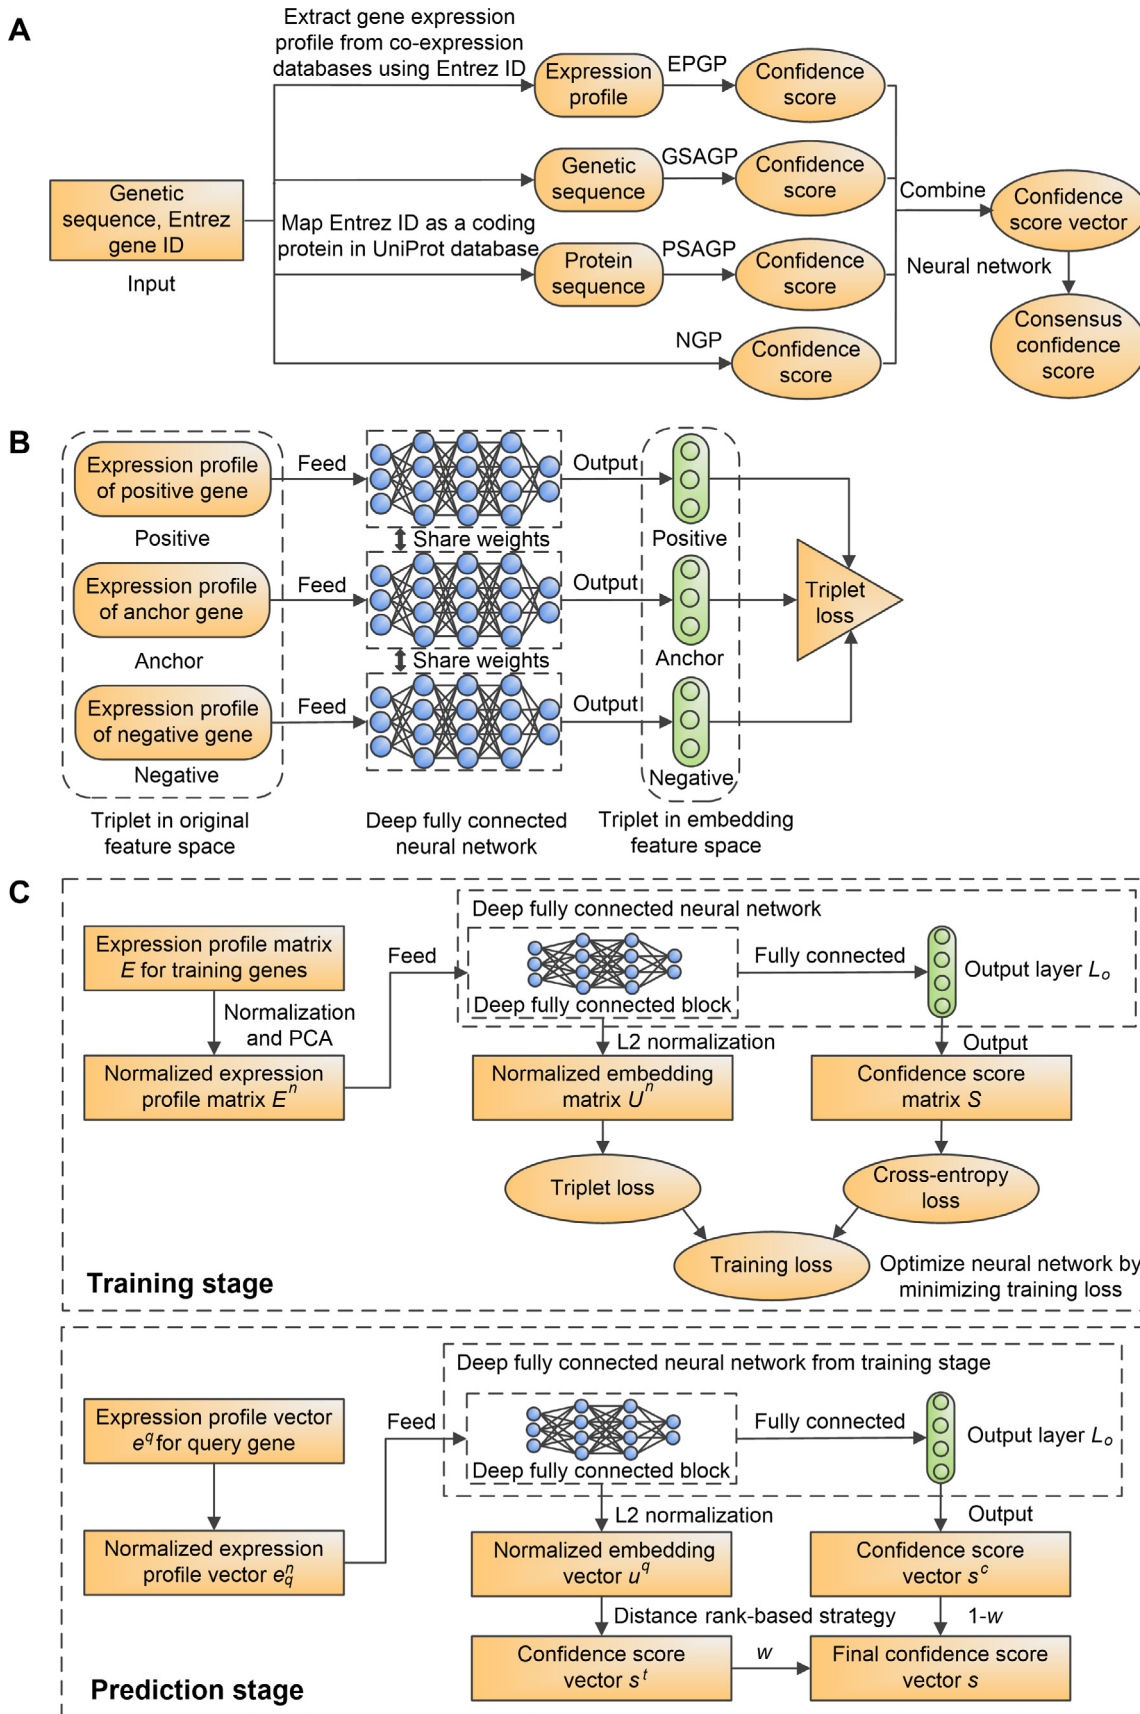 A
Extract gene expression
profile from co-expression
databases using Entrez ID
Expression
profile
EPGP
Confidence
score
Genetic
sequence
GSAGP
Confidence
score
Genetic
sequence, Entrez
gene ID
Input
Map Entrez ID as a coding
protein in UniProt database
Protein
sequence
PSAGP
Confidence
score
NGP
Confidence
score
Combine
Confidence
score vector
Neural network
Consensus
confidence
score
B
Expression profile
of positive gene
Positive
Feed
Output
Positive
Share weights
Expression profile
of anchor gene
Anchor
Feed
Output
Anchor
Triplet
loss
Share weights
Expression profile
of negative gene
Negative
Feed
Output
Negative
Triplet in original
feature space
Deep fully connected
neural network
Triplet in embedding
feature space
C
Expression profile matrix
E for training genes
Normalization
and PCA
Normalized expression
profile matrix Eⁿ
Feed
Deep fully connected neural network
Deep fully connected block
Fully connected
Output layer Lₒ
L2 normalization
Output
Normalized embedding
matrix Uⁿ
Confidence score
matrix S
Triplet loss
Cross-entropy
loss
Training loss
Optimize neural network by
minimizing training loss
Training stage
Expression profile vector
e^q for query gene
Normalized expression
profile vector e_q^n
Feed
Deep fully connected neural network from training stage
Deep fully connected block
Fully connected
Output layer Lₒ
L2 normalization
Output
Normalized embedding
vector u^q
Confidence score
vector s^c
Distance rank-based strategy
1-w
Confidence score
vector s^t
w
Final confidence score
vector s
Prediction stage